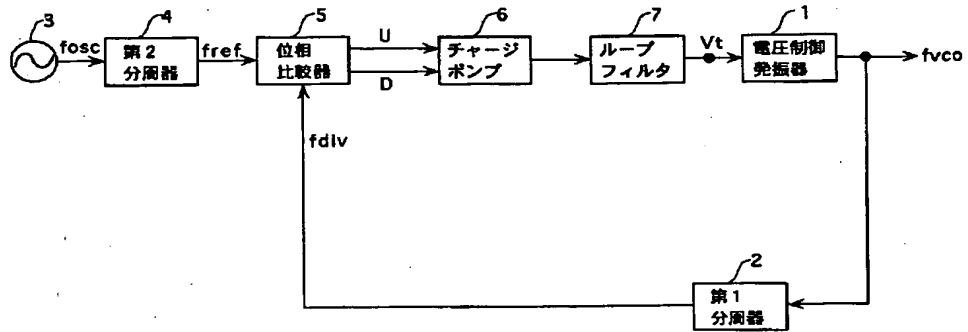 3
fosc
4
第2
分周器
fref
5
位相
比較器
U
D
6
チャージ
ポンプ
7
ループ
フィルタ
Vt
1
電圧制御
発振器
fvco
fdiv
2
第1
分周器